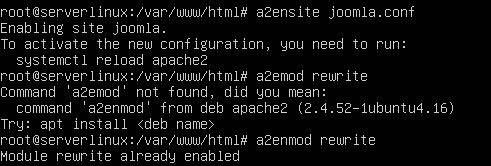 root@serverlinux:/var/www/html# a2ensite joomla.conf
Enabling site joomla.
To activate the new configuration, you need to run:
  systemctl reload apache2
root@serverlinux:/var/www/html# a2emod rewrite
Command 'a2emod' not found, did you mean:
  command 'a2enmod' from deb apache2 (2.4.52-1ubuntu4.16)
Try: apt install <deb name>
root@serverlinux:/var/www/html# a2enmod rewrite
Module rewrite already enabled